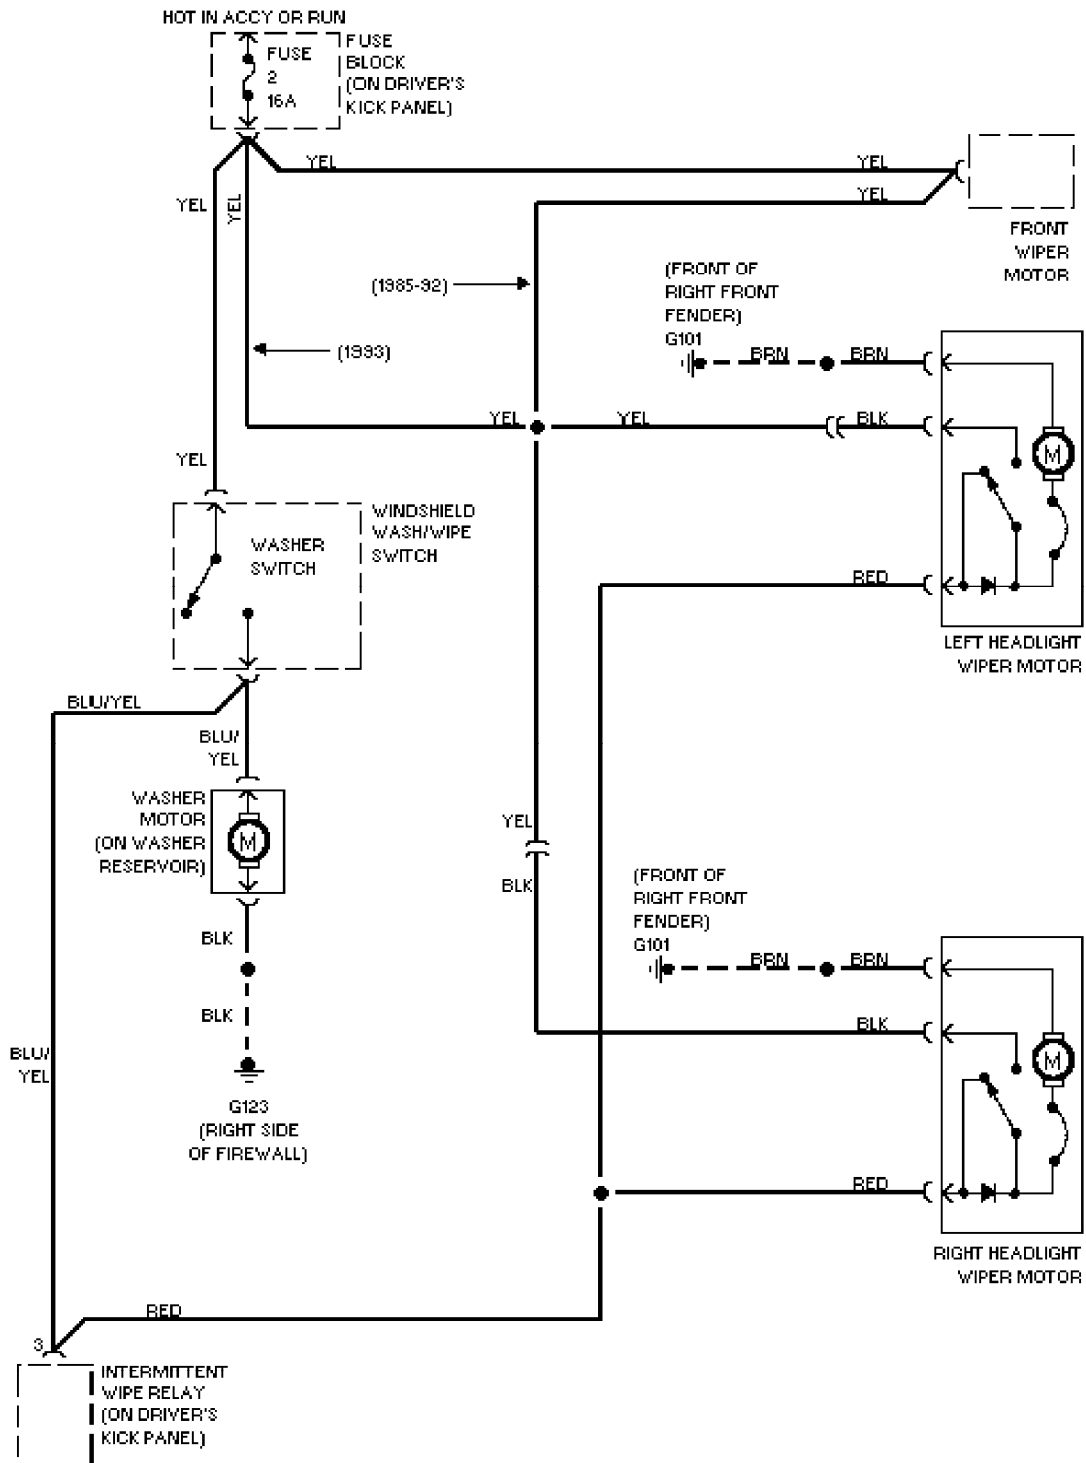 HOT IN ACCY OR RUN
FUSE
2
16A
FUSE
BLOCK
(ON DRIVER'S
KICK PANEL)
YEL
YEL
YEL
YEL
YEL
FRONT
WIPER
MOTOR
(1985-92)
(1993)
(FRONT OF
RIGHT FRONT
FENDER)
G101
BRN
BRN
YEL
YEL
BLK
M
YEL
WINDSHIELD
WASH/WIPE
SWITCH
WASHER
SWITCH
RED
LEFT HEADLIGHT
WIPER MOTOR
BLU/YEL
BLU/
YEL
WASHER
MOTOR
(ON WASHER
RESERVOIR)
M
YEL
BLK
(FRONT OF
RIGHT FRONT
FENDER)
G101
BRN
BRN
BLK
BLK
BLK
M
BLU/
YEL
G123
(RIGHT SIDE
OF FIREWALL)
RED
RIGHT HEADLIGHT
WIPER MOTOR
RED
3
INTERMITTENT
WIPE RELAY
(ON DRIVER'S
KICK PANEL)